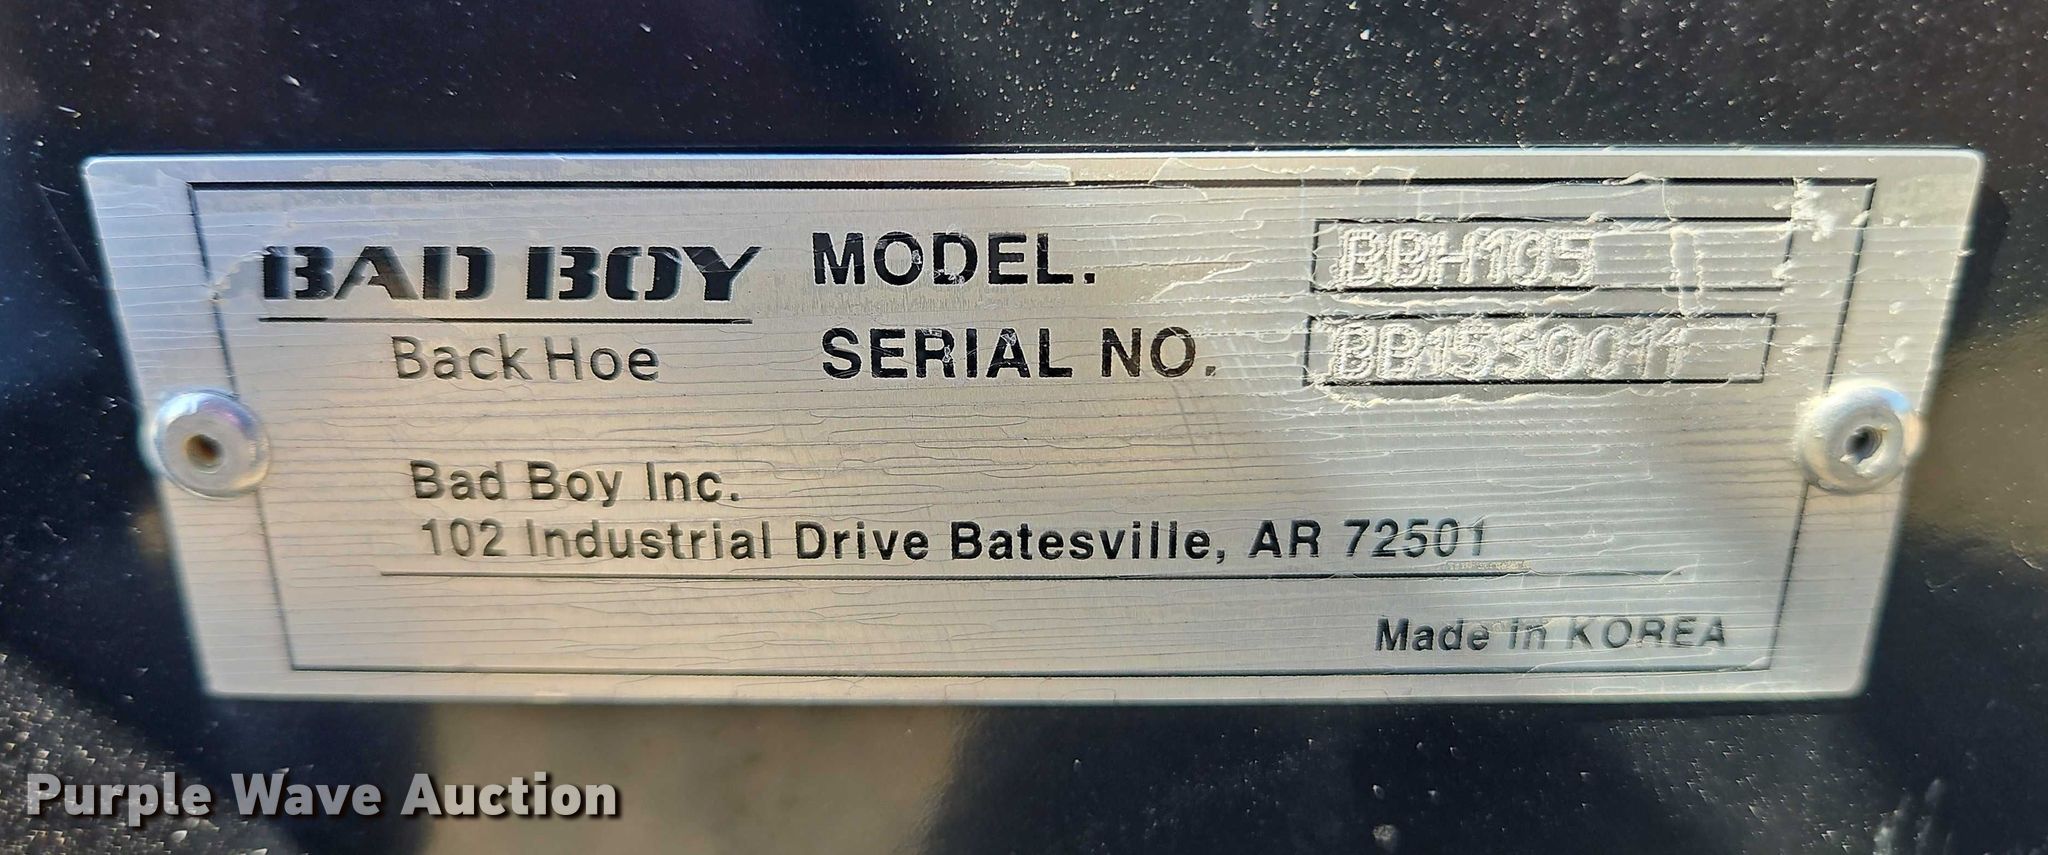 BAD BOY
Back Hoe
MODEL. BBH105
SERIAL NO. BB15S0011
Bad Boy Inc.
102 Industrial Drive Batesville, AR 72501
Made in KOREA
Purple Wave Auction